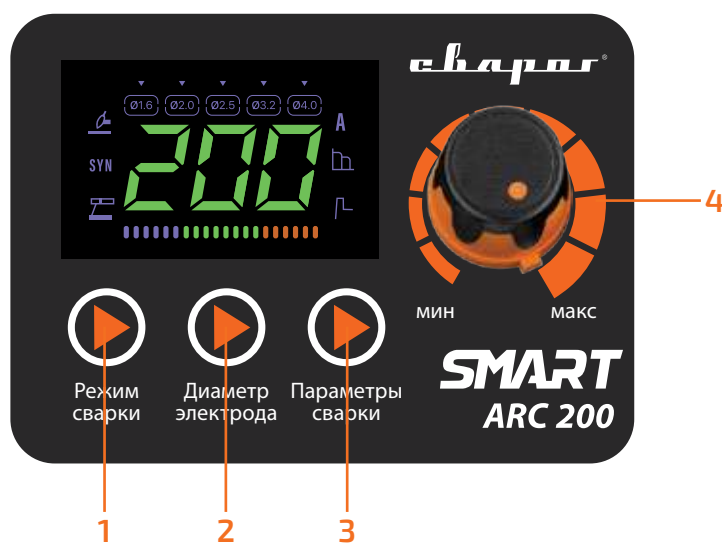 сварог®
Ø1.6 Ø2.0 Ø2.5 Ø3.2 Ø4.0
A
SYN
200
4
мин макс
Режим сварки
Диаметр электрода
Параметры сварки
SMART
ARC 200
1 2 3